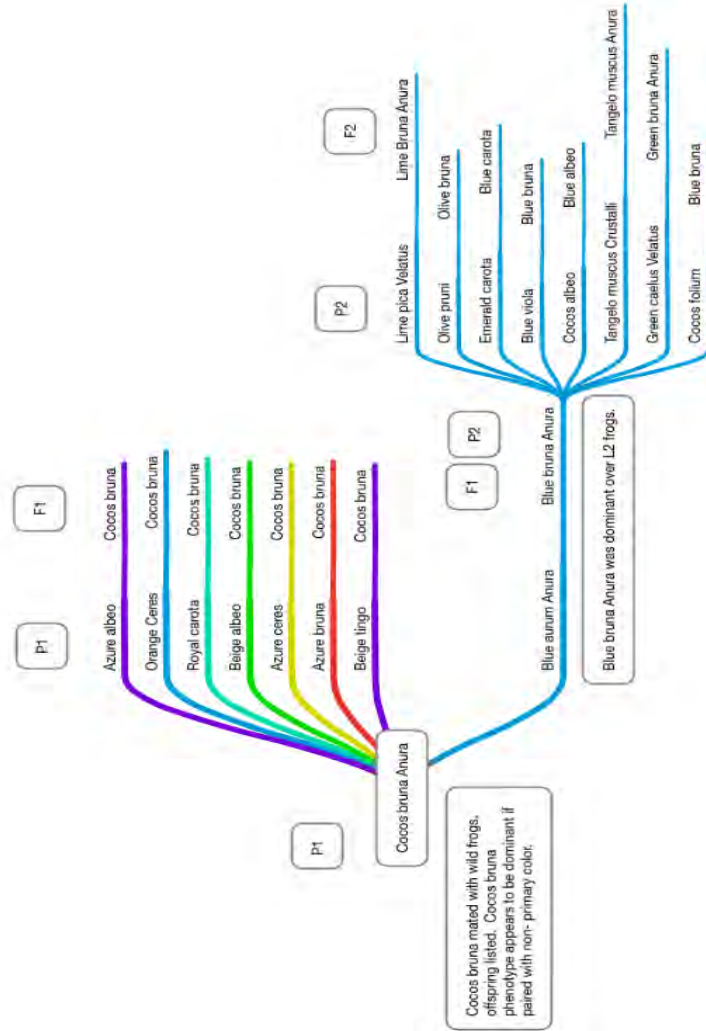 P1
F1
Azure albeo Cocos bruna
Orange Ceres Cocos bruna
Royal carota Cocos bruna
Beige albeo Cocos bruna
Azure ceres Cocos bruna
Azure bruna Cocos bruna
Beige tingo Cocos bruna
P1
Cocos bruna Anura
Cocos bruna mated with wild frogs,
offspring listed. Cocos bruna
phenotype appears to be dominant if
paired with non- primary color.
F1
P2
Blue aurum Anura Blue bruna Anura
Blue bruna Anura was dominant over L2 frogs.
P2
F2
Lime pica Velatus Lime Bruna Anura
Olive pruni Olive bruna
Emerald carota Blue carota
Blue viola Blue bruna
Cocos albeo Blue albeo
Tangelo muscus Crustalli Tangelo muscus Anura
Green caelus Velatus Green bruna Anura
Cocos folium Blue bruna